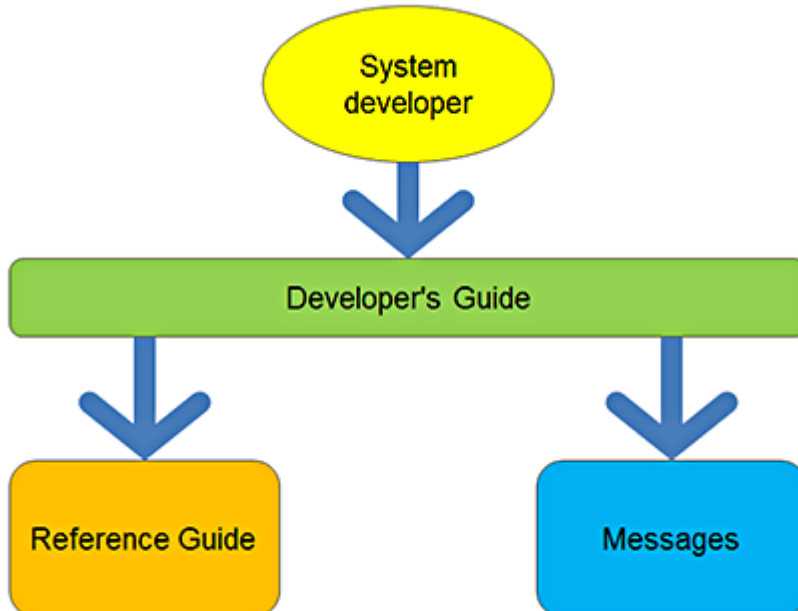 System
developer
Developer's Guide
Reference Guide
Messages